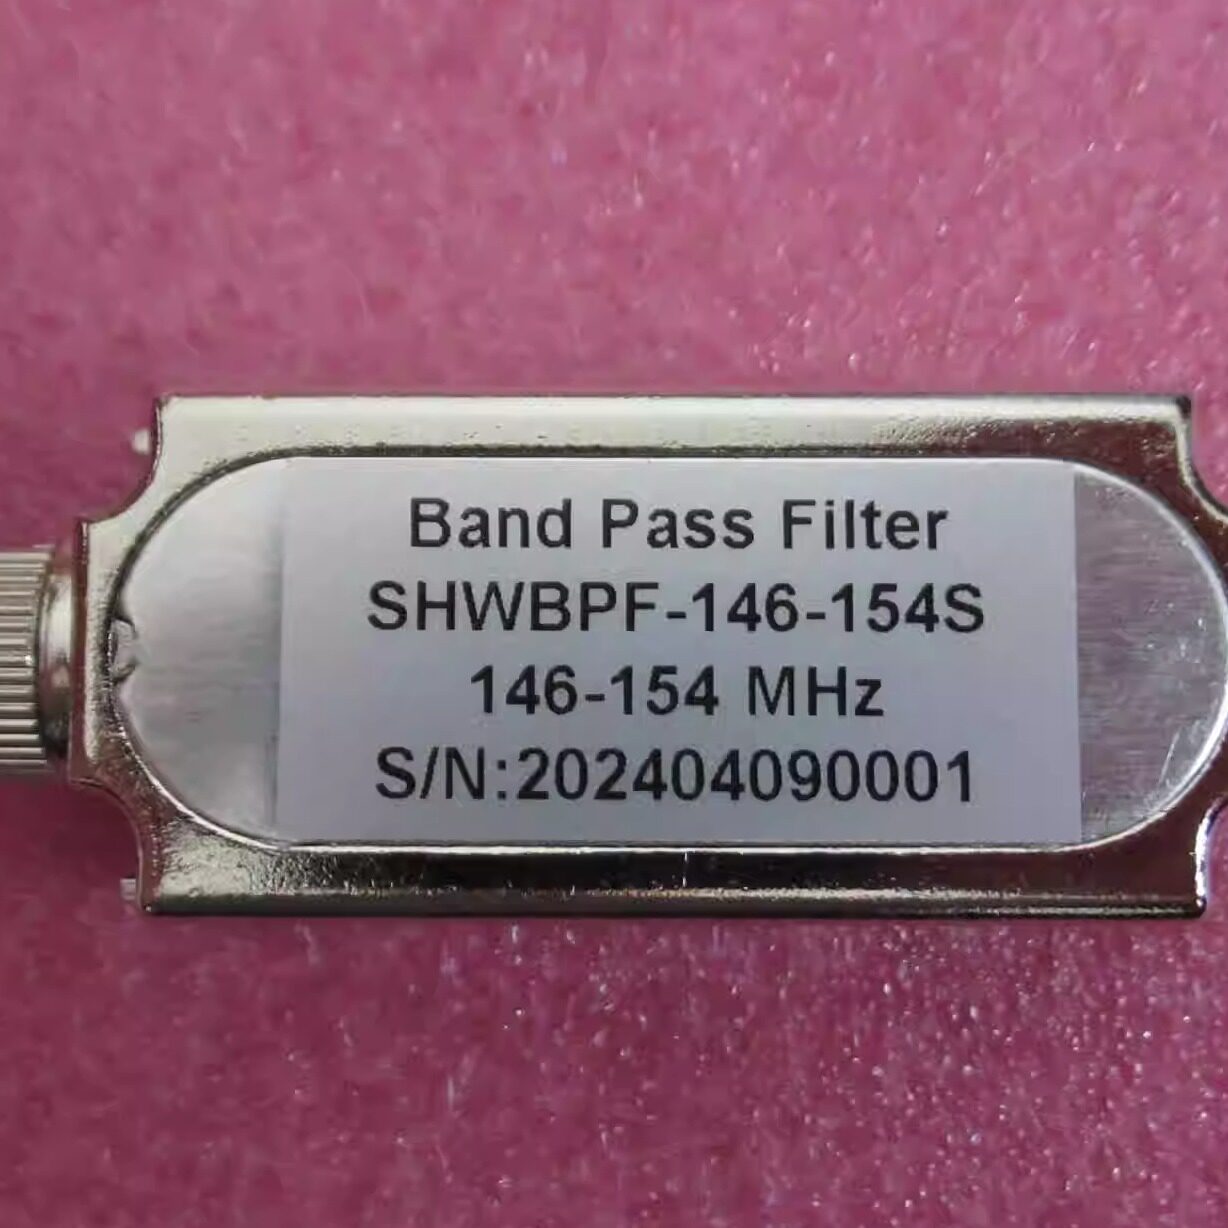 Band Pass Filter
SHWBPF-146-154S
146-154 MHz
S/N:202404090001